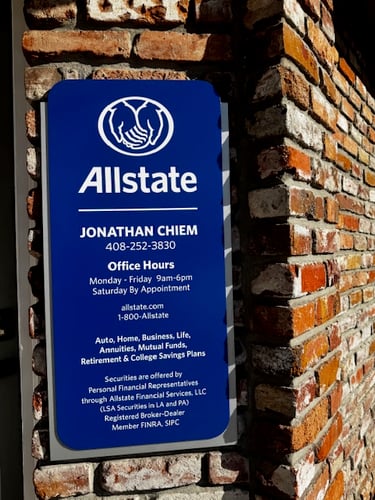 Allstate
JONATHAN CHIEM
408-252-3830
Office Hours
Monday - Friday 9am-6pm
Saturday By Appointment
allstate.com
1-800-Allstate
Auto, Home, Business, Life,
Annuities, Mutual Funds,
Retirement & College Savings Plans
Securities are offered by
Personal Financial Representatives
through Allstate Financial Services, LLC
(LSA Securities in LA and PA)
Registered Broker-Dealer
Member FINRA, SIPC